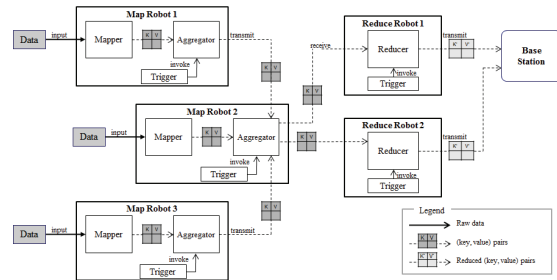 Map Robot 1
Data
input
Mapper
K V
Aggregator
transmit
invoke
Trigger
K V
Map Robot 2
Data
input
Mapper
K V
Aggregator
K V
invoke
Trigger
Map Robot 3
Data
input
Mapper
K V
Aggregator
transmit
K V
invoke
Trigger
Reduce Robot 1
receive
K V
Reducer
transmit
K' V'
invoke
Trigger
Reduce Robot 2
Reducer
transmit
K' V'
invoke
Trigger
Base
Station
Legend
Raw data
K V
(key, value) pairs
K' V'
Reduced (key, value) pairs